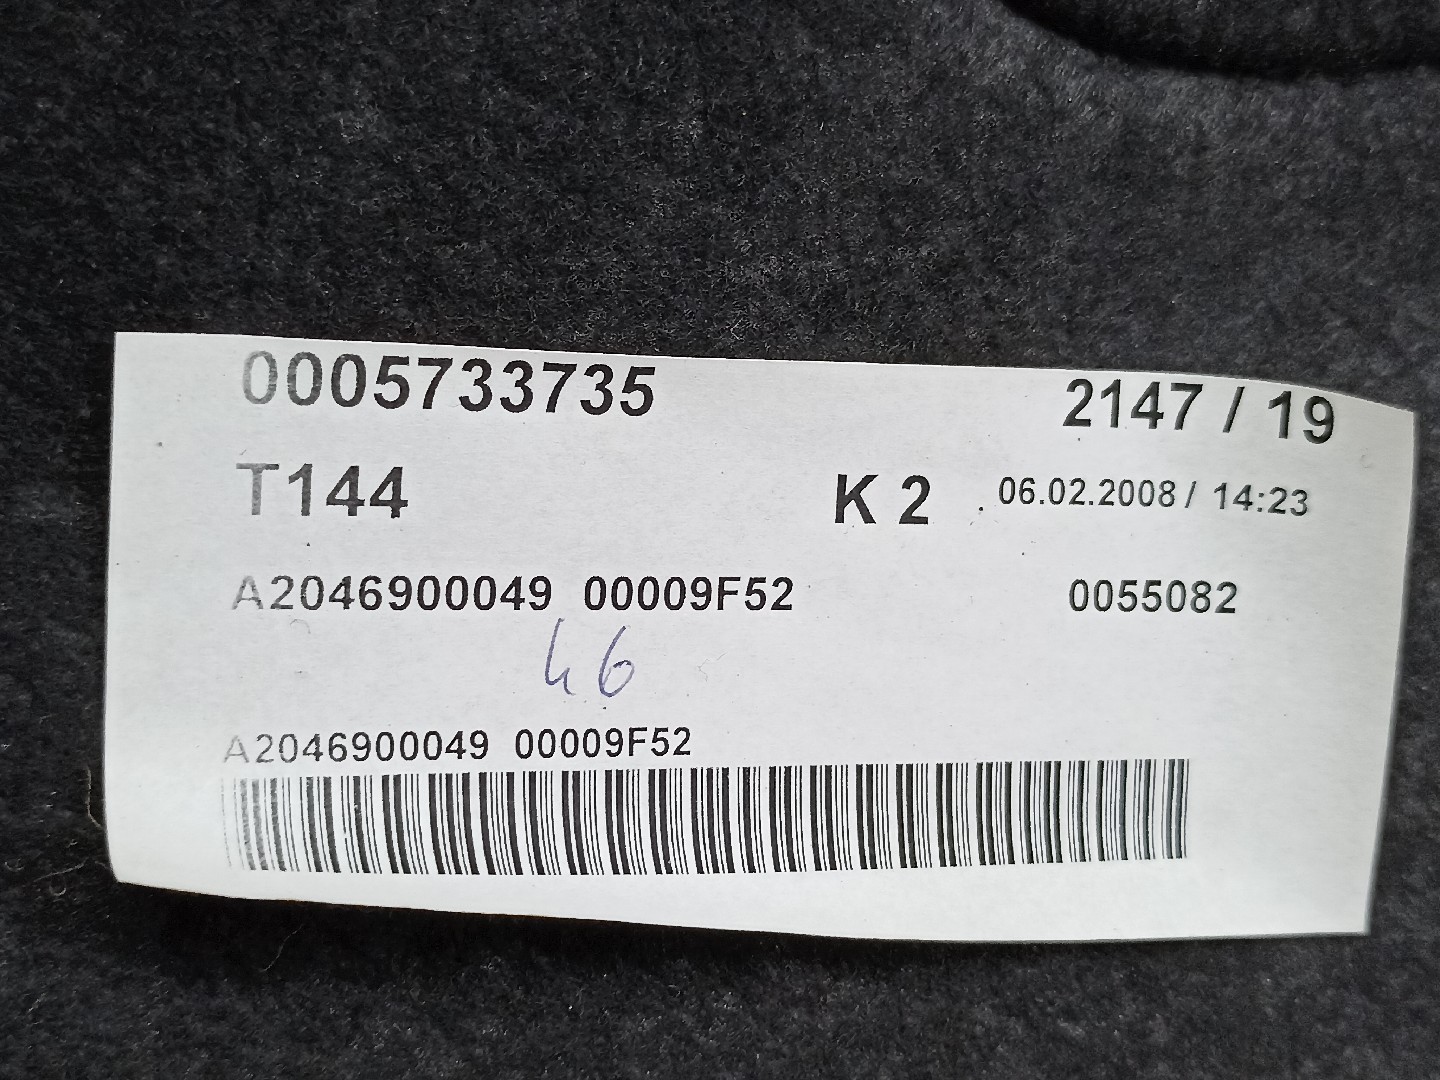 0005733735 2147 / 19
T144 K 2 06.02.2008 / 14:23
A2046900049 00009F52 0055082
46
A2046900049 00009F52